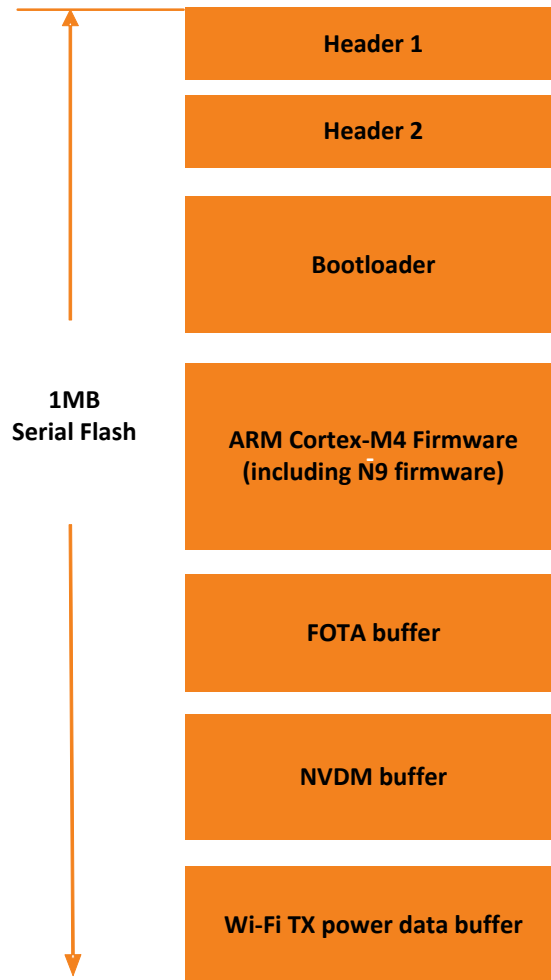 Header 1
Header 2
Bootloader
1MB
Serial Flash
ARM Cortex-M4 Firmware
(including N9 firmware)
FOTA buffer
NVDM buffer
Wi-Fi TX power data buffer